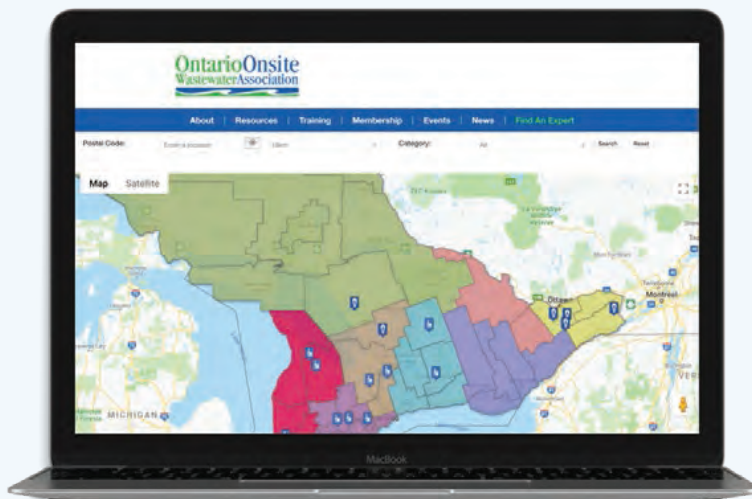 OntarioOnsite
WastewaterAssociation
About | Resources | Training | Membership | Events | News | Find An Expert
Postal Code: Category: All Search Reset
Map Satellite
Ottawa
Montreal
MICHIGAN
MacBook